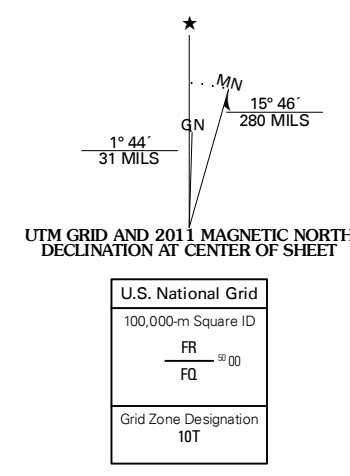 ★
MN
GN
15° 46´
280 MILS
1° 44´
31 MILS
UTM GRID AND 2011 MAGNETIC NORTH
DECLINATION AT CENTER OF SHEET
U.S. National Grid
100,000-m Square ID
FR
50 00
FQ
Grid Zone Designation
10T